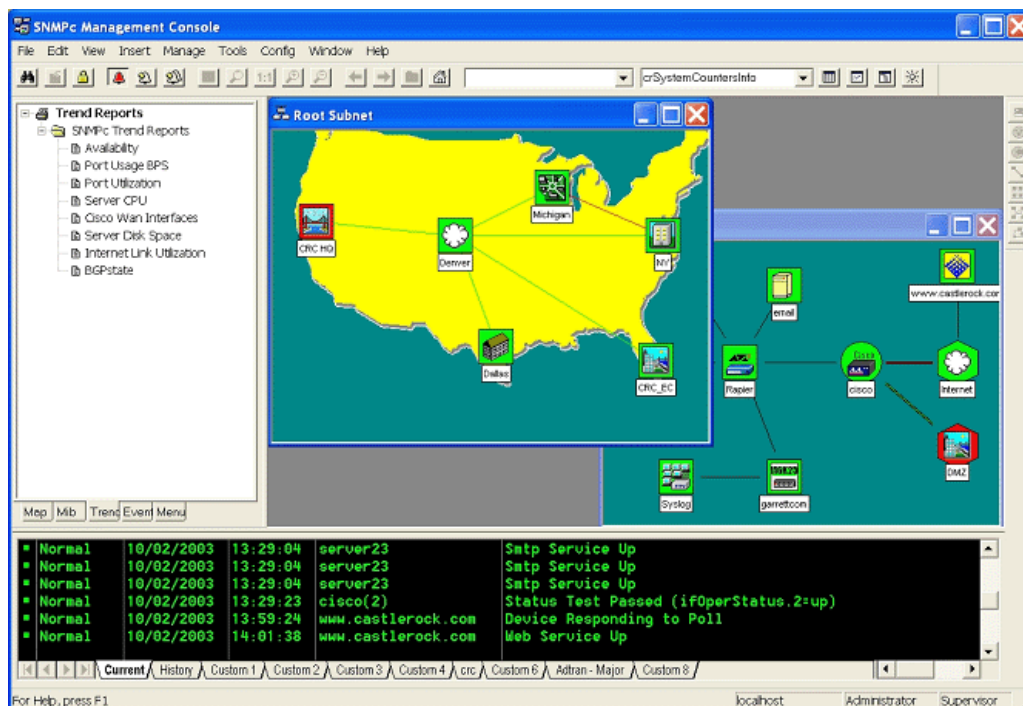 SNMPc Management Console
File Edit View Insert Manage Tools Config Window Help
1:1 crSystemCountersInfo
Trend Reports
SNMPc Trend Reports
Availability
Port Usage BPS
Port Utilization
Server CPU
Cisco Wan Interfaces
Server Disk Space
Internet Link Utilization
BGPstate
Map Mib Trend Event Menu
Root Subnet
Michigan
CRC HQ
Denver
NY
Dallas
CRC_EC
www.castlerock.com
email
Rapier
Cisco
cisco
Internet
DMZ
Syslog
garrettcom
Normal 10/02/2003 13:29:04 server23 Smtp Service Up
Normal 10/02/2003 13:29:04 server23 Smtp Service Up
Normal 10/02/2003 13:29:04 server23 Smtp Service Up
Normal 10/02/2003 13:29:23 cisco(2) Status Test Passed (ifOperStatus.2=up)
Normal 10/02/2003 13:59:24 www.castlerock.com Device Responding to Poll
Normal 10/02/2003 14:01:38 www.castlerock.com Web Service Up
Current History Custom 1 Custom 2 Custom 3 Custom 4 crc Custom 6 Adtran - Major Custom 8
For Help, press F1 localhost Administrator Supervisor